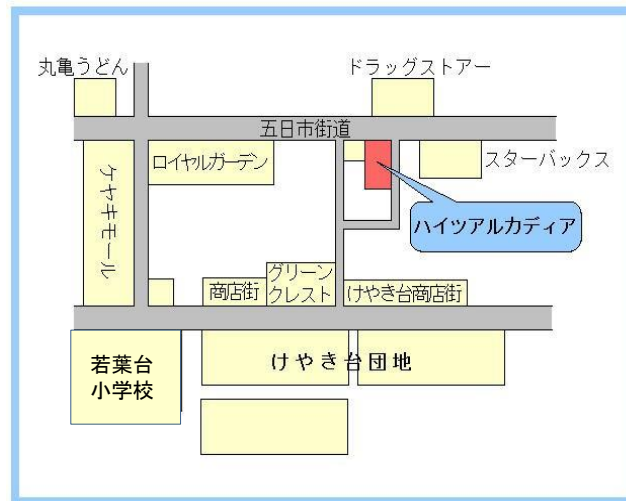 丸亀うどん
ドラッグストアー
五日市街道
ロイヤルガーデン
スターバックス
ケヤキモール
ハイツアルカディア
商店街
グリーン
クレスト
けやき台商店街
若葉台
小学校
けやき台団地